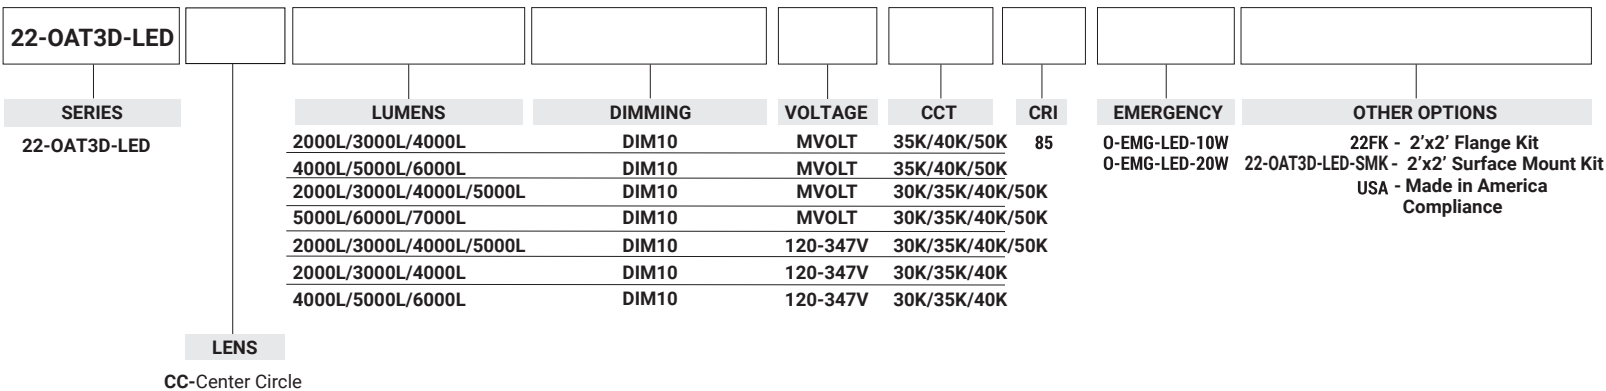 22-OAT3D-LED
SERIES LUMENS DIMMING VOLTAGE CCT CRI EMERGENCY OTHER OPTIONS
22-OAT3D-LED 2000L/3000L/4000L DIM10 MVOLT 35K/40K/50K 85 O-EMG-LED-10W 22FK - 2’x2’ Flange Kit
4000L/5000L/6000L DIM10 MVOLT 35K/40K/50K O-EMG-LED-20W 22-OAT3D-LED-SMK - 2’x2’ Surface Mount Kit
2000L/3000L/4000L/5000L DIM10 MVOLT 30K/35K/40K/50K USA - Made in America
Compliance
5000L/6000L/7000L DIM10 MVOLT 30K/35K/40K/50K
2000L/3000L/4000L/5000L DIM10 120-347V 30K/35K/40K/50K
2000L/3000L/4000L DIM10 120-347V 30K/35K/40K
4000L/5000L/6000L DIM10 120-347V 30K/35K/40K
LENS
CC-Center Circle